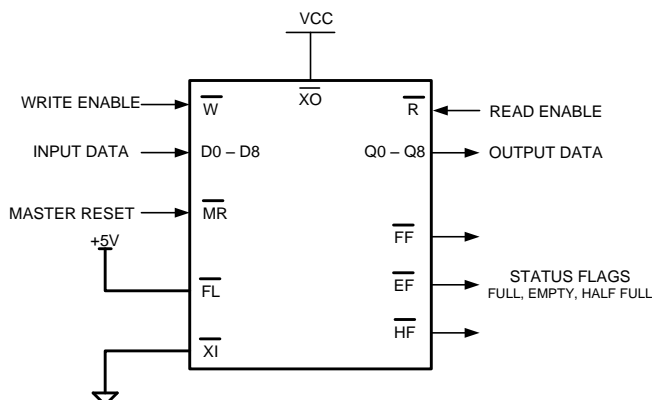 VCC
XO
WRITE ENABLE
W
R
READ ENABLE
INPUT DATA
D0 – D8
Q0 – Q8
OUTPUT DATA
MASTER RESET
MR
+5V
FF
FL
EF
STATUS FLAGS
FULL, EMPTY, HALF FULL
HF
XI